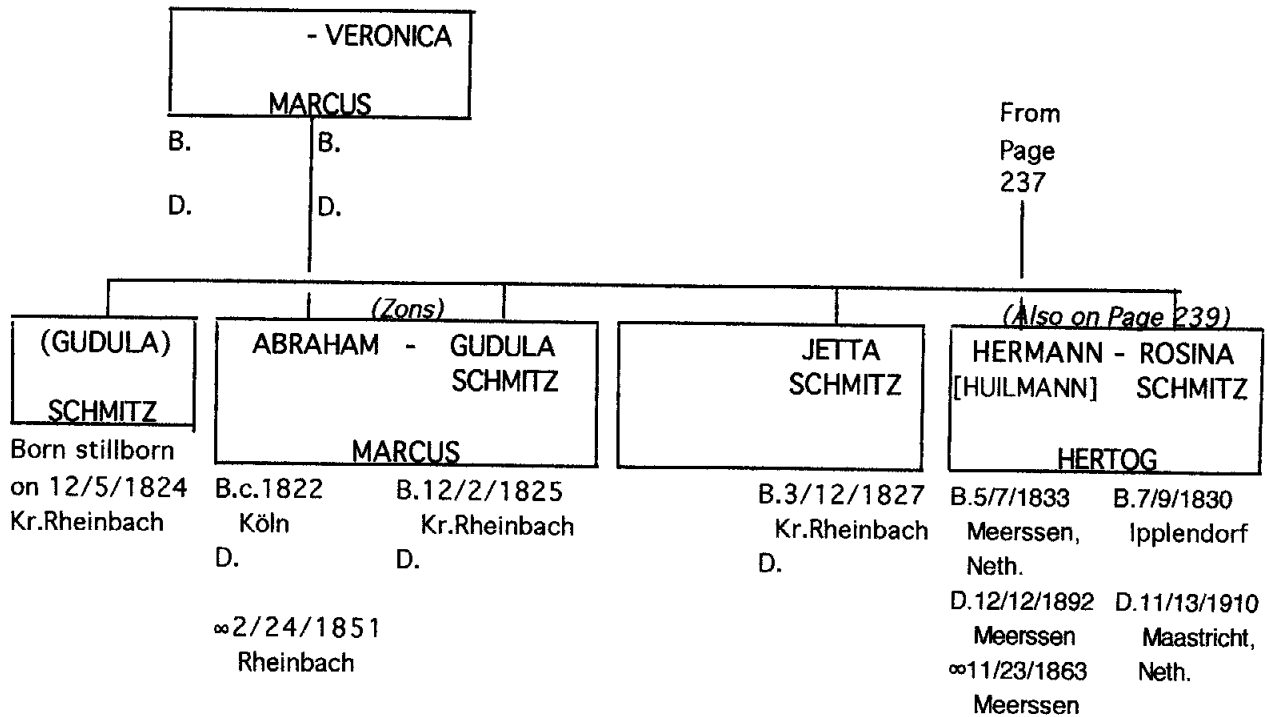 - VERONICA
MARCUS
B. B.
D. D.
From
Page
237
(Zons)
(Also on Page 239)
(GUDULA)
SCHMITZ
Born stillborn
on 12/5/1824
Kr.Rheinbach
ABRAHAM - GUDULA
SCHMITZ
MARCUS
B.c.1822 B.12/2/1825
Köln Kr.Rheinbach
D. D.
∞2/24/1851
Rheinbach
JETTA
SCHMITZ
B.3/12/1827
Kr.Rheinbach
D.
HERMANN - ROSINA
[HUILMANN] SCHMITZ
HERTOG
B.5/7/1833 B.7/9/1830
Meerssen, Ipplendorf
Neth.
D.12/12/1892 D.11/13/1910
Meerssen Maastricht,
∞11/23/1863 Neth.
Meerssen